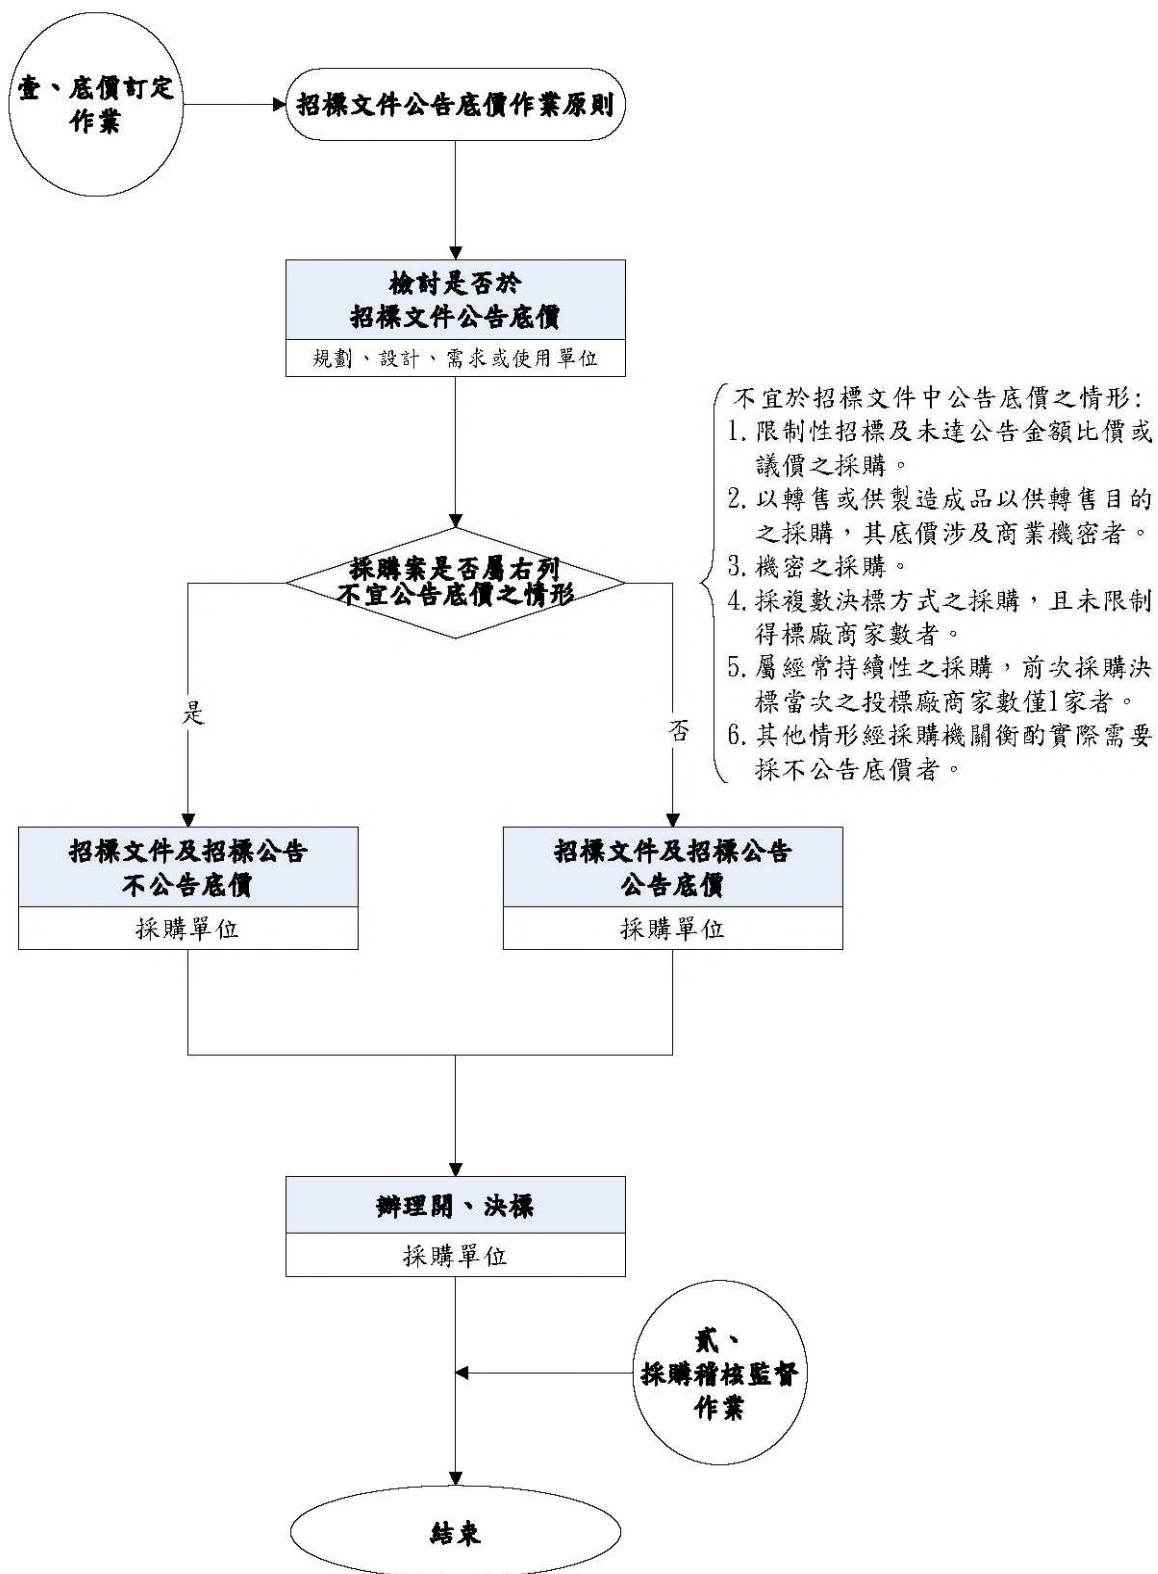 壹、底價訂定
作業
招標文件公告底價作業原則
檢討是否於
招標文件公告底價
規劃、設計、需求或使用單位
不宜於招標文件中公告底價之情形:
1.限制性招標及未達公告金額比價或
議價之採購。
2.以轉售或供製造成品以供轉售目的
之採購,其底價涉及商業機密者。
3.機密之採購。
4.採複數決標方式之採購,且未限制
得標廠商家數者。
5.屬經常持續性之採購,前次採購決
標當次之投標廠商家數僅1家者。
6.其他情形經採購機關衡酌實際需要
採不公告底價者。
採購案是否屬右列
不宜公告底價之情形
是
否
招標文件及招標公告
不公告底價
採購單位
招標文件及招標公告
公告底價
採購單位
辦理開、決標
採購單位
貳、
採購稽核監督
作業
結束